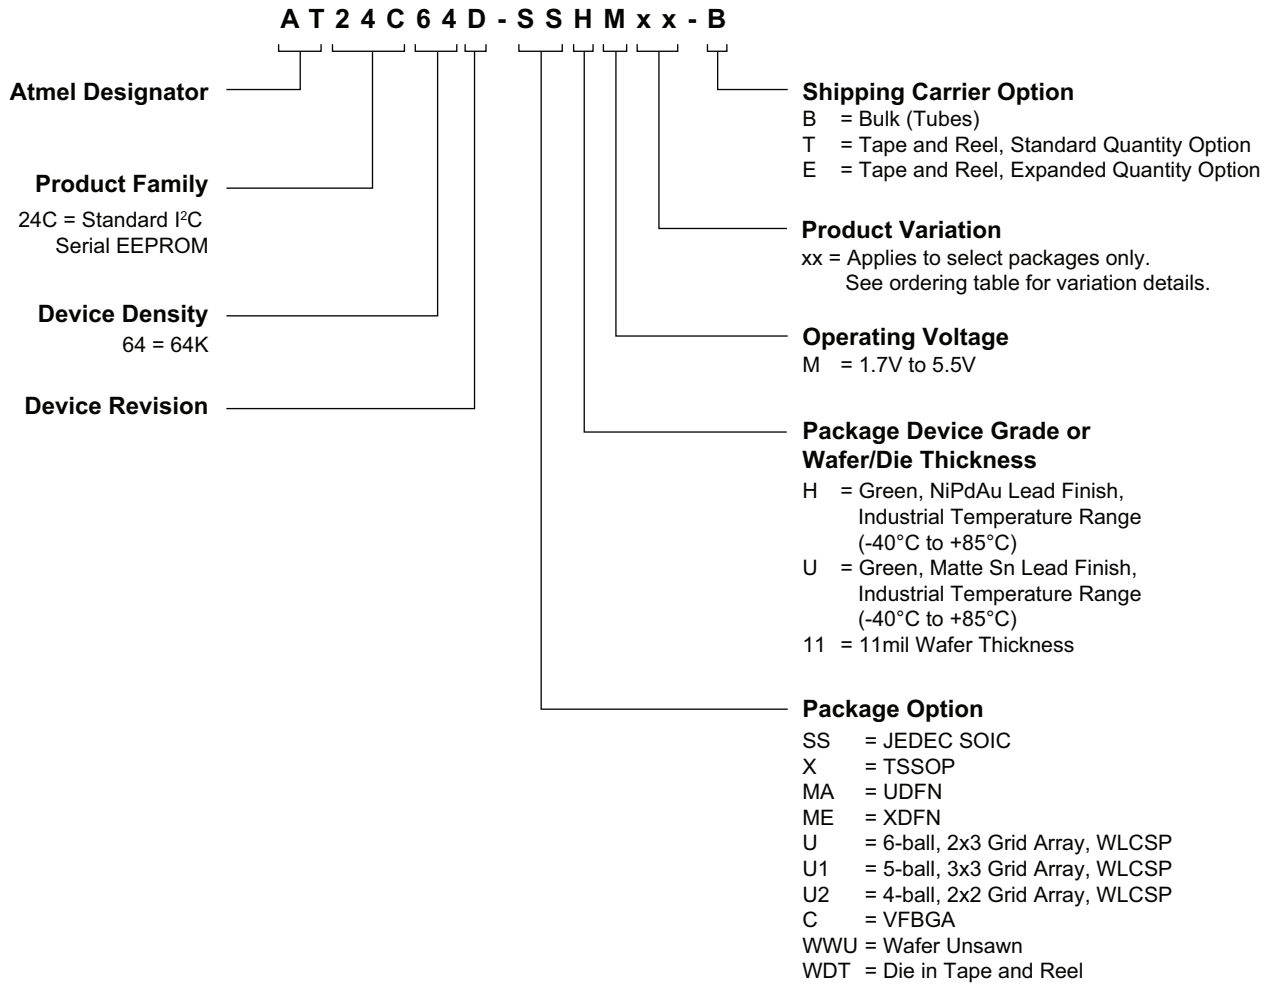 A T 2 4 C 6 4 D - S S H M x x - B
Atmel Designator
Product Family
24C = Standard I²C
Serial EEPROM
Device Density
64 = 64K
Device Revision
Shipping Carrier Option
B = Bulk (Tubes)
T = Tape and Reel, Standard Quantity Option
E = Tape and Reel, Expanded Quantity Option
Product Variation
xx = Applies to select packages only.
See ordering table for variation details.
Operating Voltage
M = 1.7V to 5.5V
Package Device Grade or
Wafer/Die Thickness
H = Green, NiPdAu Lead Finish,
Industrial Temperature Range
(-40°C to +85°C)
U = Green, Matte Sn Lead Finish,
Industrial Temperature Range
(-40°C to +85°C)
11 = 11mil Wafer Thickness
Package Option
SS = JEDEC SOIC
X = TSSOP
MA = UDFN
ME = XDFN
U = 6-ball, 2x3 Grid Array, WLCSP
U1 = 5-ball, 3x3 Grid Array, WLCSP
U2 = 4-ball, 2x2 Grid Array, WLCSP
C = VFBGA
WWU = Wafer Unsawn
WDT = Die in Tape and Reel